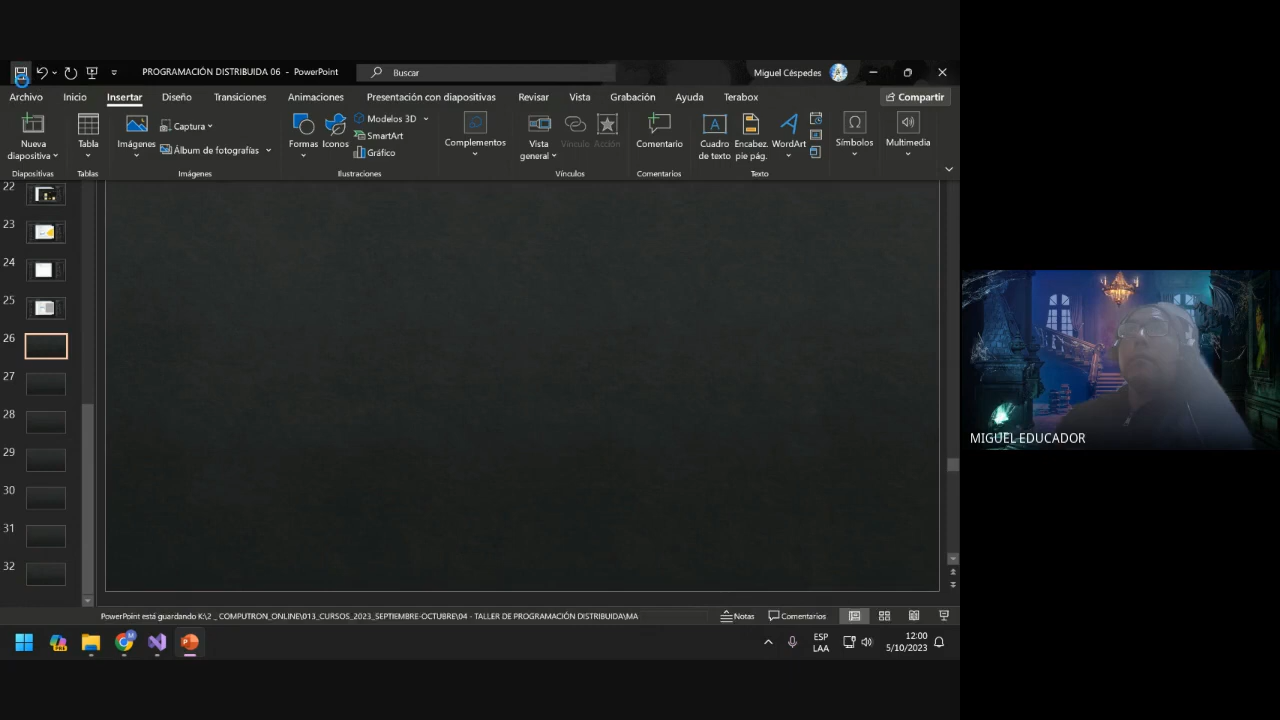 PROGRAMACIÓN DISTRIBUIDA 06 - PowerPoint
Buscar
Miguel Céspedes
Archivo Inicio Insertar Diseño Transiciones Animaciones Presentación con diapositivas Revisar Vista Grabación Ayuda Terabox Compartir
Nueva diapositiva
Tabla
Imágenes
Captura
Álbum de fotografías
Formas
Iconos
Modelos 3D
SmartArt
Gráfico
Complementos
Vista general
Vínculo
Acción
Comentario
Cuadro de texto
Encabez. pie pág.
WordArt
Símbolos
Multimedia
Diapositivas Tablas Imágenes Ilustraciones Vínculos Comentarios Texto
22
23
24
25
26
27
28
29
30
31
32
MIGUEL EDUCADOR
PowerPoint está guardando K:\2_ COMPUTRON_ONLINE\013_CURSOS_2023_SEPTIEMBRE-OCTUBRE\04 - TALLER DE PROGRAMACIÓN DISTRIBUIDA\MA
Notas Comentarios
ESP
LAA
12:00
5/10/2023